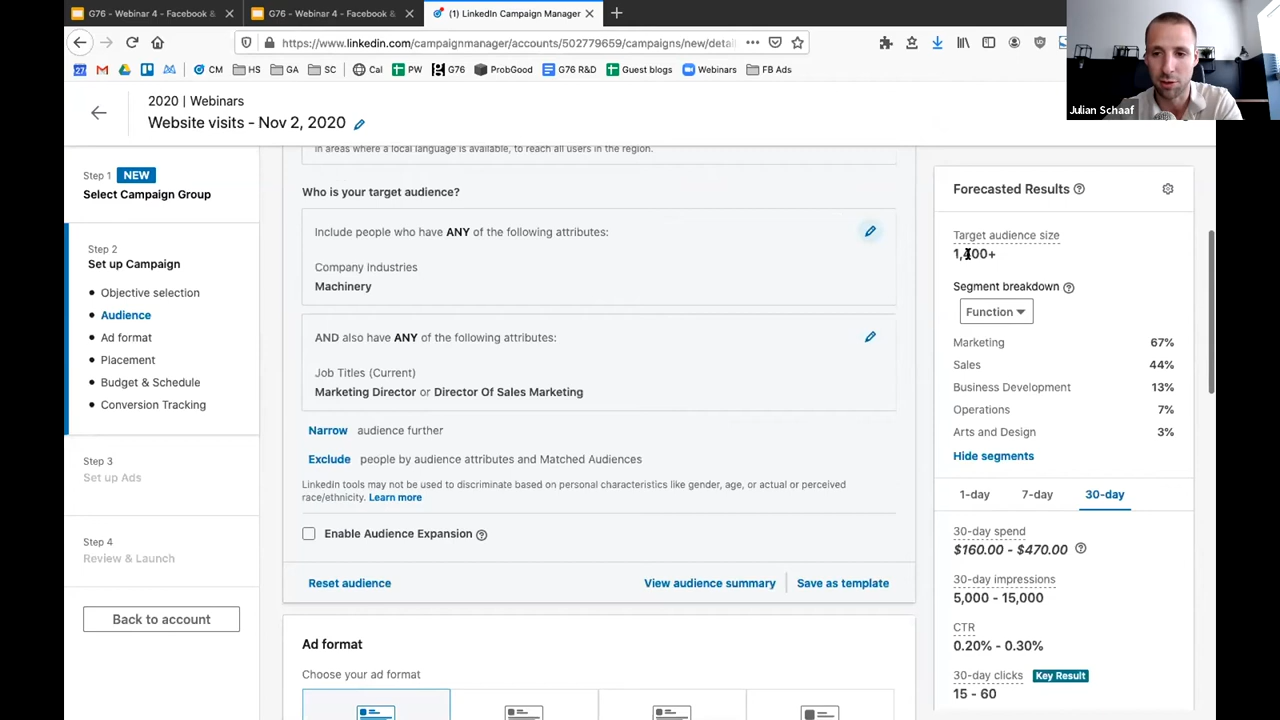 G76 - Webinar 4 - Facebook &
G76 - Webinar 4 - Facebook &
(1) LinkedIn Campaign Manager
https://www.linkedin.com/campaignmanager/accounts/502779659/campaigns/new/detai
27
CM
HS
GA
SC
Cal
PW
G76
ProbGood
G76 R&D
Guest blogs
Webinars
FB Ads
Julian Schaaf
2020 | Webinars
Website visits - Nov 2, 2020
Step 1 NEW
Select Campaign Group
Step 2
Set up Campaign
Objective selection
Audience
Ad format
Placement
Budget & Schedule
Conversion Tracking
Step 3
Set up Ads
Step 4
Review & Launch
Back to account
in areas where a local language is available, to reach all users in the region.
Who is your target audience?
Include people who have ANY of the following attributes:
Company Industries
Machinery
AND also have ANY of the following attributes:
Job Titles (Current)
Marketing Director or Director Of Sales Marketing
Narrow audience further
Exclude people by audience attributes and Matched Audiences
LinkedIn tools may not be used to discriminate based on personal characteristics like gender, age, or actual or perceived
race/ethnicity. Learn more
Enable Audience Expansion
Reset audience
View audience summary
Save as template
Ad format
Choose your ad format
Forecasted Results
Target audience size
Segment breakdown
Function
Marketing 67%
Sales 44%
Business Development 13%
Operations 7%
Arts and Design 3%
Hide segments
1-day 7-day 30-day
30-day spend
$160.00 - $470.00
30-day impressions
5,000 - 15,000
CTR
0.20% - 0.30%
30-day clicks Key Result
15 - 60